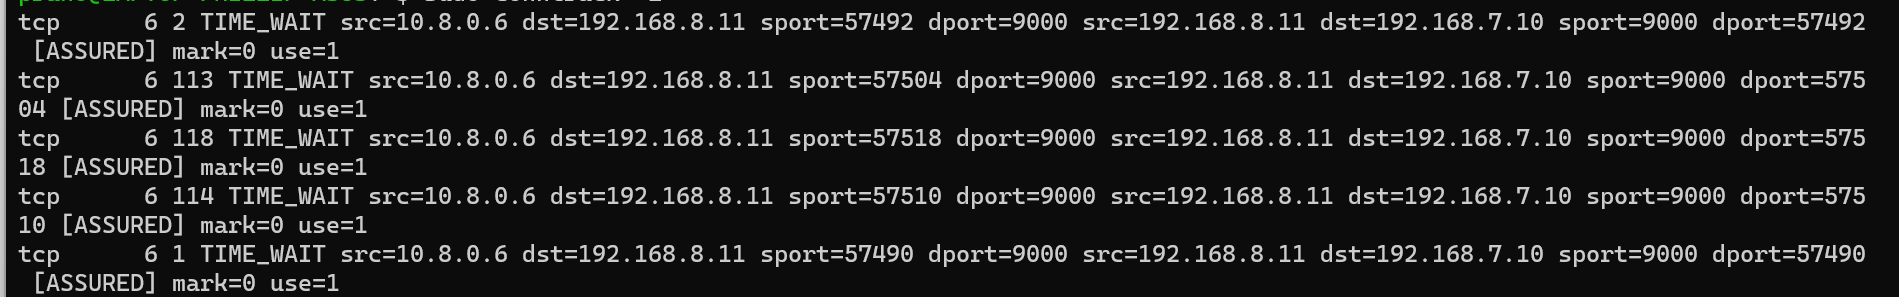 tcp      6 2 TIME_WAIT src=10.8.0.6 dst=192.168.8.11 sport=57492 dport=9000 src=192.168.8.11 dst=192.168.7.10 sport=9000 dport=57492
 [ASSURED] mark=0 use=1
tcp      6 113 TIME_WAIT src=10.8.0.6 dst=192.168.8.11 sport=57504 dport=9000 src=192.168.8.11 dst=192.168.7.10 sport=9000 dport=575
04 [ASSURED] mark=0 use=1
tcp      6 118 TIME_WAIT src=10.8.0.6 dst=192.168.8.11 sport=57518 dport=9000 src=192.168.8.11 dst=192.168.7.10 sport=9000 dport=575
18 [ASSURED] mark=0 use=1
tcp      6 114 TIME_WAIT src=10.8.0.6 dst=192.168.8.11 sport=57510 dport=9000 src=192.168.8.11 dst=192.168.7.10 sport=9000 dport=575
10 [ASSURED] mark=0 use=1
tcp      6 1 TIME_WAIT src=10.8.0.6 dst=192.168.8.11 sport=57490 dport=9000 src=192.168.8.11 dst=192.168.7.10 sport=9000 dport=57490
 [ASSURED] mark=0 use=1